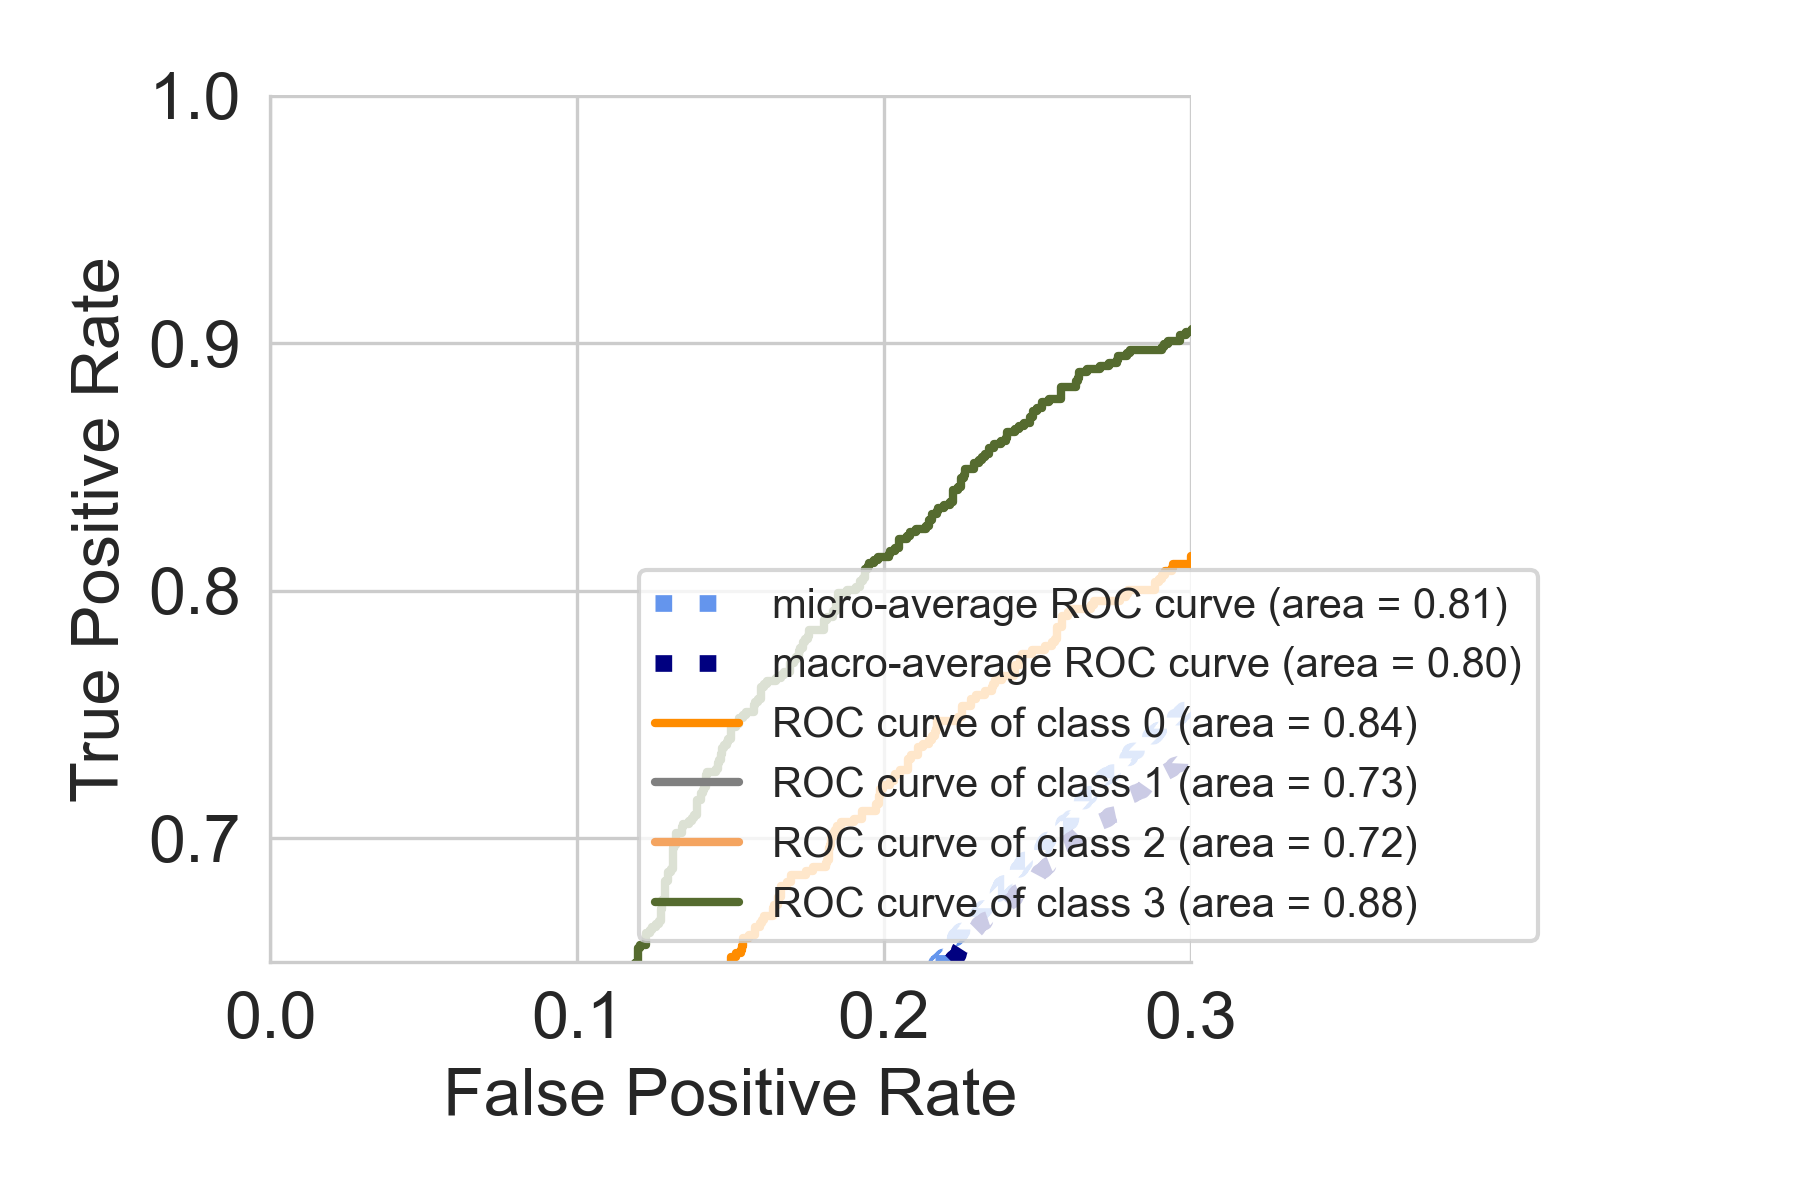 1.0
0.9
0.8
0.7
True Positive Rate
micro-average ROC curve (area = 0.81)
macro-average ROC curve (area = 0.80)
ROC curve of class 0 (area = 0.84)
ROC curve of class 1 (area = 0.73)
ROC curve of class 2 (area = 0.72)
ROC curve of class 3 (area = 0.88)
0.0 0.1 0.2 0.3
False Positive Rate